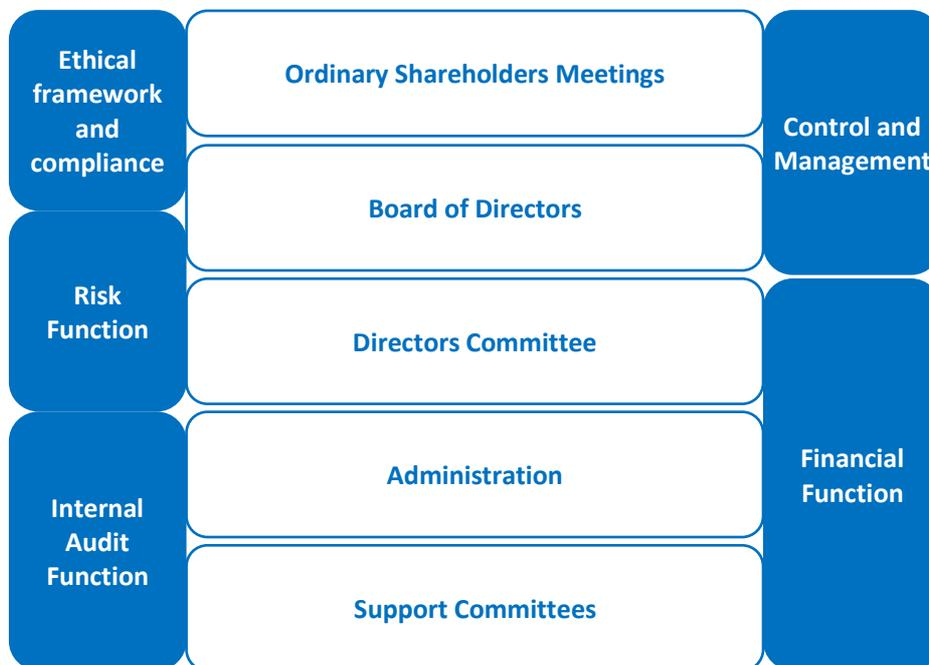 Ethical
framework
and
compliance
Ordinary Shareholders Meetings
Control and
Management
Board of Directors
Risk
Function
Directors Committee
Administration
Financial
Function
Internal
Audit
Function
Support Committees